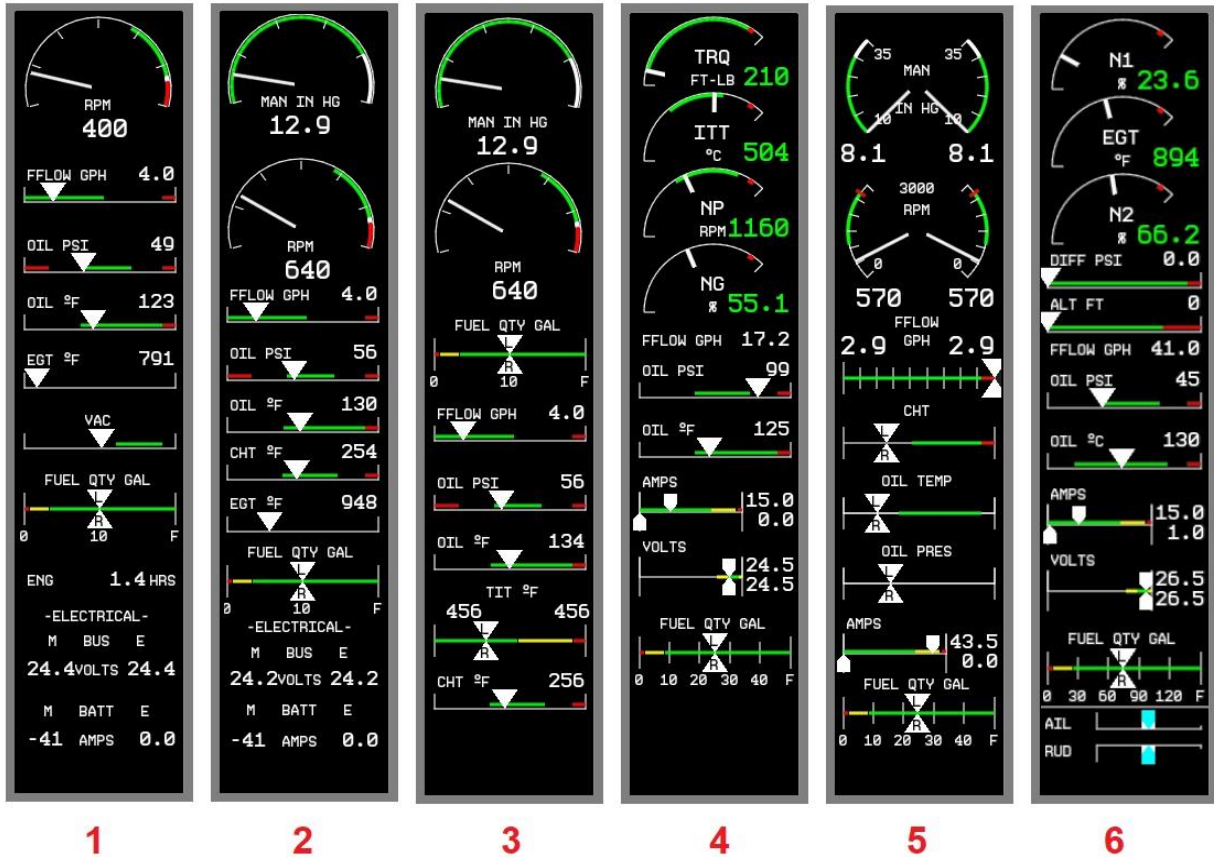 RPM
400
FFLOW GPH 4.0
OIL PSI 49
OIL ºF 123
EGT ºF 791
VAC
FUEL QTY GAL
L
R
0 10 F
ENG 1.4 HRS
-ELECTRICAL-
M BUS E
24.4 VOLTS 24.4
M BATT E
-41 AMPS 0.0
1
MAN IN HG
12.9
RPM
640
FFLOW GPH 4.0
OIL PSI 56
OIL ºF 130
CHT ºF 254
EGT ºF 948
FUEL QTY GAL
L
R
0 10 F
-ELECTRICAL-
M BUS E
24.2 VOLTS 24.2
M BATT E
-41 AMPS 0.0
2
MAN IN HG
12.9
RPM
640
FUEL QTY GAL
L
R
0 10 F
FFLOW GPH 4.0
OIL PSI 56
OIL ºF 134
TIT ºF
456 456
L
R
CHT ºF 256
3
TRQ
FT-LB 210
ITT
ºC 504
NP
RPM 1160
NG
% 55.1
FFLOW GPH 17.2
OIL PSI 99
OIL ºF 125
AMPS
15.0
0.0
VOLTS
24.5
24.5
FUEL QTY GAL
L
R
0 10 20 30 40 F
4
35 MAN 35
IN HG
10 10
8.1 8.1
3000
RPM
0 0
570 570
FFLOW
2.9 GPH 2.9
CHT
L
R
OIL TEMP
L
R
OIL PRES
L
R
AMPS
43.5
0.0
FUEL QTY GAL
L
R
0 10 20 30 40 F
5
N1
% 23.6
EGT
ºF 894
N2
% 66.2
DIFF PSI 0.0
ALT FT 0
FFLOW GPH 41.0
OIL PSI 45
OIL ºC 130
AMPS
15.0
1.0
VOLTS
26.5
26.5
FUEL QTY GAL
L
R
0 30 60 90 120 F
AIL
RUD
6